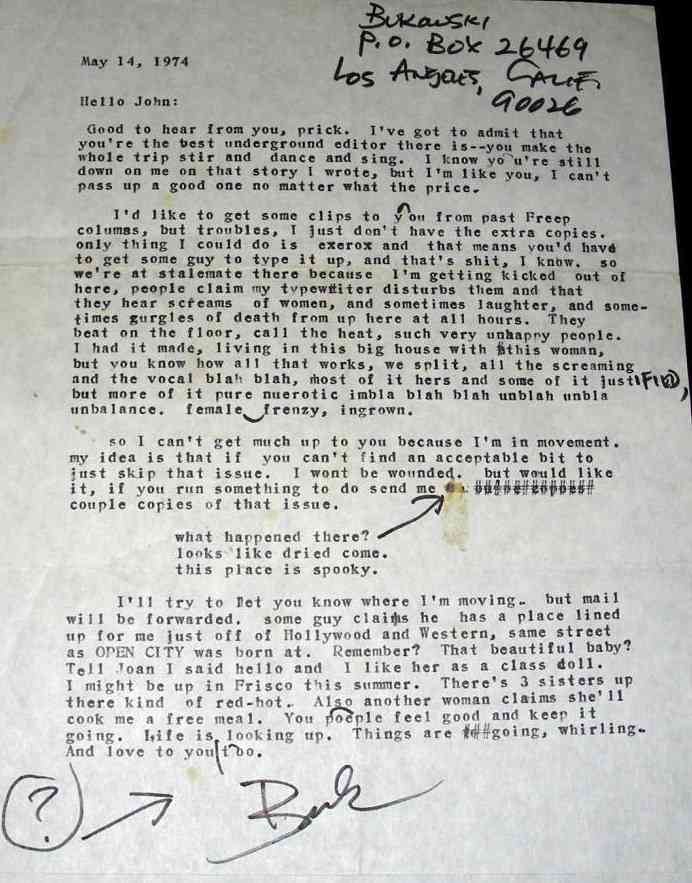 Bukowski
P.O. Box 26469
Los Angeles, Calif.
90026
May 14, 1974
Hello John:
Good to hear from you, prick. I've got to admit that
you're the best underground editor there is--you make the
whole trip stir and dance and sing. I know you're still
down on me on that story I wrote, but I'm like you, I can't
pass up a good one no matter what the price.
I'd like to get some clips to you from past Freep
columns, but troubles, I just don't have the extra copies.
only thing I could do is exerox and that means you'd have
to get some guy to type it up, and that's shit, I know. so
we're at stalemate there because I'm getting kicked out of
here, people claim my typewtiter disturbs them and that
they hear screams of women, and sometimes laughter, and some-
times gurgles of death from up here at all hours. They
beat on the floor, call the heat, such very unhappy people.
I had it made, living in this big house with this woman,
but you know how all that works, we split, all the screaming
and the vocal blah blah, most of it hers and some of it justIFIED,
but more of it pure nuerotic imbla blah blah unblah unbla
unbalance. female frenzy, ingrown.
so I can't get much up to you because I'm in movement.
my idea is that if you can't find an acceptable bit to
just skip that issue. I wont be wounded. but would like
it, if you run something to do send me
couple copies of that issue.
what happened there?
looks like dried come.
this place is spooky.
I'll try to let you know where I'm moving. but mail
will be forwarded. some guy claims he has a place lined
up for me just off of Hollywood and Western, same street
as OPEN CITY was born at. Remember? That beautiful baby?
Tell Joan I said hello and I like her as a class doll.
I might be up in Frisco this summer. There's 3 sisters up
there kind of red-hot. Also another woman claims she'll
cook me a free meal. You poeple feel good and keep it
going. Life is looking up. Things are ###going, whirling.
And love to you too.
? Buk